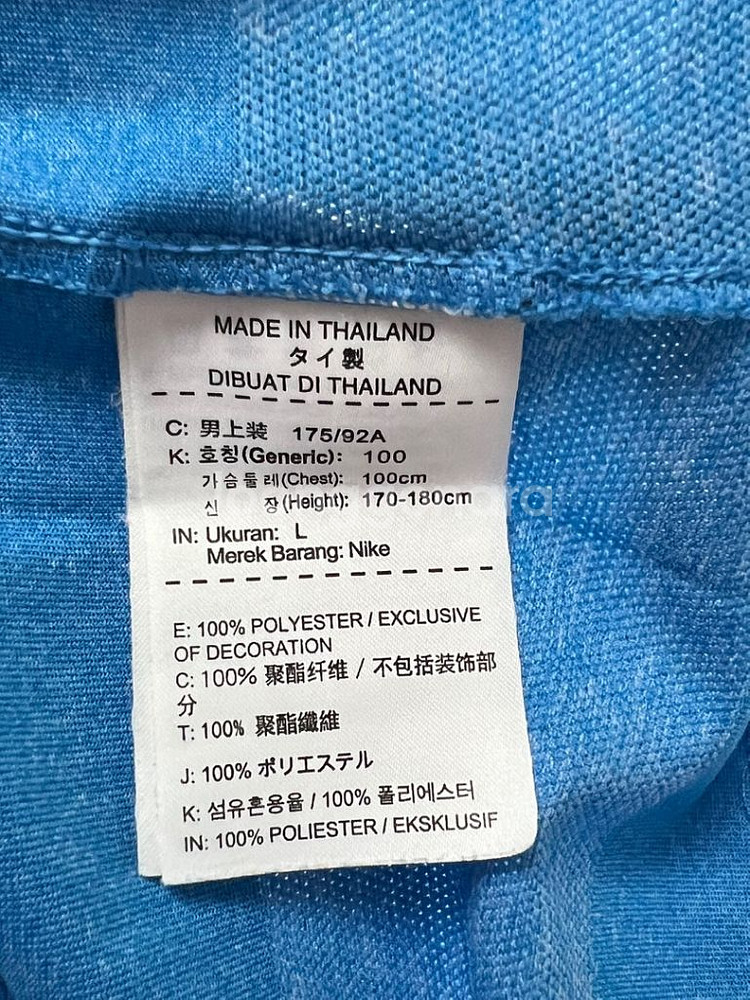 MADE IN THAILAND
タイ製
DIBUAT DI THAILAND
C: 男上装 175/92A
K: 호칭(Generic): 100
가슴둘레(Chest): 100cm
신 장(Height): 170-180cm
IN: Ukuran: L
Merek Barang: Nike
E: 100% POLYESTER / EXCLUSIVE
OF DECORATION
C: 100% 聚酯纤维 / 不包括装饰部
分
T: 100% 聚酯纖維
J: 100% ポリエステル
K: 섬유혼용율 / 100% 폴리에스터
IN: 100% POLIESTER / EKSKLUSIF